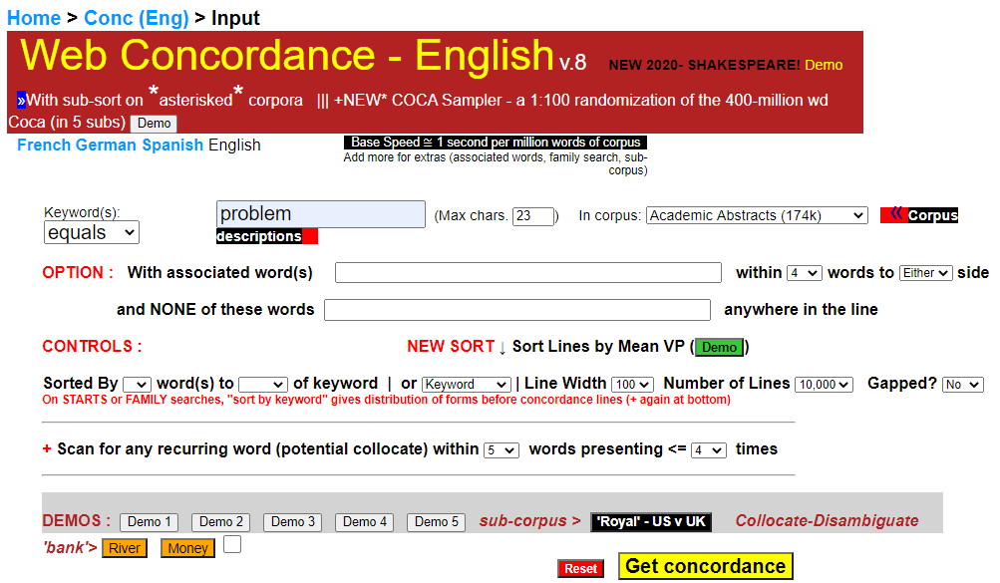 Home > Conc (Eng) > Input
Web Concordance - English v.8 NEW 2020- SHAKESPEARE! Demo
»With sub-sort on *asterisked* corpora ||| +NEW* COCA Sampler - a 1:100 randomization of the 400-million wd
Coca (in 5 subs) Demo
French German Spanish English
Base Speed ≅ 1 second per million words of corpus
Add more for extras (associated words, family search, sub-
corpus)
Keyword(s):
equals problem (Max chars. 23) In corpus: Academic Abstracts (174k) « Corpus
descriptions
OPTION : With associated word(s) within 4 words to Either side
and NONE of these words anywhere in the line
CONTROLS : NEW SORT ↓ Sort Lines by Mean VP (Demo)
Sorted By word(s) to of keyword | or Keyword | Line Width 100 Number of Lines 10,000 Gapped? No
On STARTS or FAMILY searches, "sort by keyword" gives distribution of forms before concordance lines (+ again at bottom)
+ Scan for any recurring word (potential collocate) within 5 words presenting <= 4 times
DEMOS : Demo 1 Demo 2 Demo 3 Demo 4 Demo 5 sub-corpus > 'Royal' - US v UK Collocate-Disambiguate
'bank'> River Money
Reset Get concordance